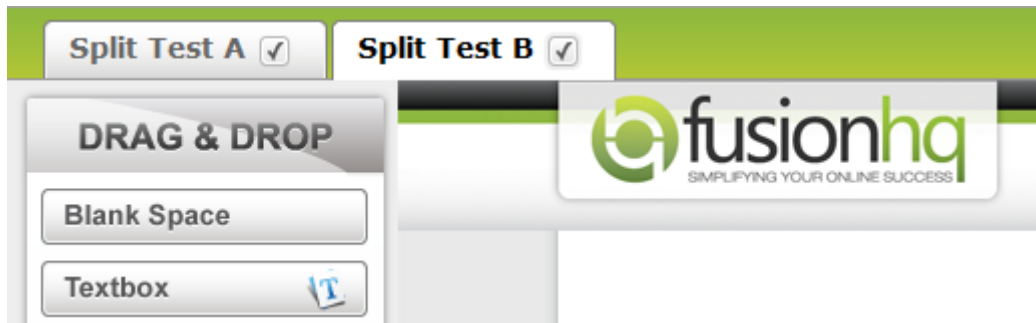 Split Test A
Split Test B
DRAG & DROP
Blank Space
Textbox
T
fusionhq
SIMPLIFYING YOUR ONLINE SUCCESS